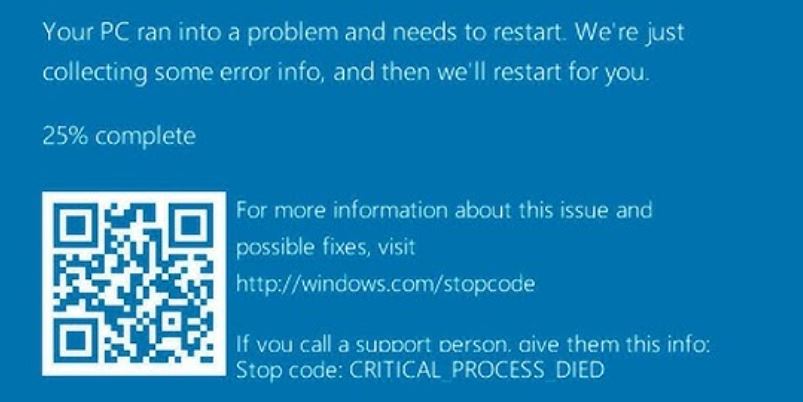 Your PC ran into a problem and needs to restart. We're just
collecting some error info, and then we'll restart for you.
25% complete
For more information about this issue and
possible fixes, visit
http://windows.com/stopcode
If you call a support person, give them this info:
Stop code: CRITICAL_PROCESS_DIED